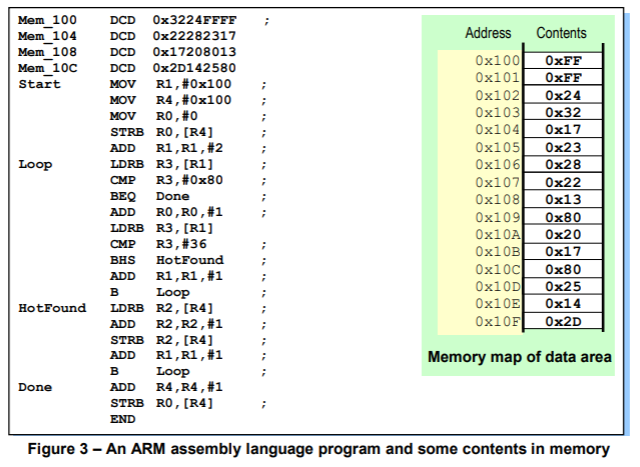 Mem_100 DCD 0x3224FFFF ;
Mem_104 DCD 0x22282317
Mem_108 DCD 0x17208013
Mem_10C DCD 0x2D142580
Start MOV R1,#0x100 ;
MOV R4,#0x100 ;
MOV R0,#0 ;
STRB R0,[R4] ;
ADD R1,R1,#2 ;
Loop LDRB R3,[R1] ;
CMP R3,#0x80 ;
BEQ Done ;
ADD R0,R0,#1 ;
LDRB R3,[R1]
CMP R3,#36 ;
BHS HotFound ;
ADD R1,R1,#1 ;
B Loop ;
HotFound LDRB R2,[R4] ;
ADD R2,R2,#1 ;
STRB R2,[R4] ;
ADD R1,R1,#1 ;
B Loop ;
Done ADD R4,R4,#1
STRB R0,[R4] ;
END
Address Contents
0x100 0xFF
0x101 0xFF
0x102 0x24
0x103 0x32
0x104 0x17
0x105 0x23
0x106 0x28
0x107 0x22
0x108 0x13
0x109 0x80
0x10A 0x20
0x10B 0x17
0x10C 0x80
0x10D 0x25
0x10E 0x14
0x10F 0x2D
Memory map of data area
Figure 3 – An ARM assembly language program and some contents in memory